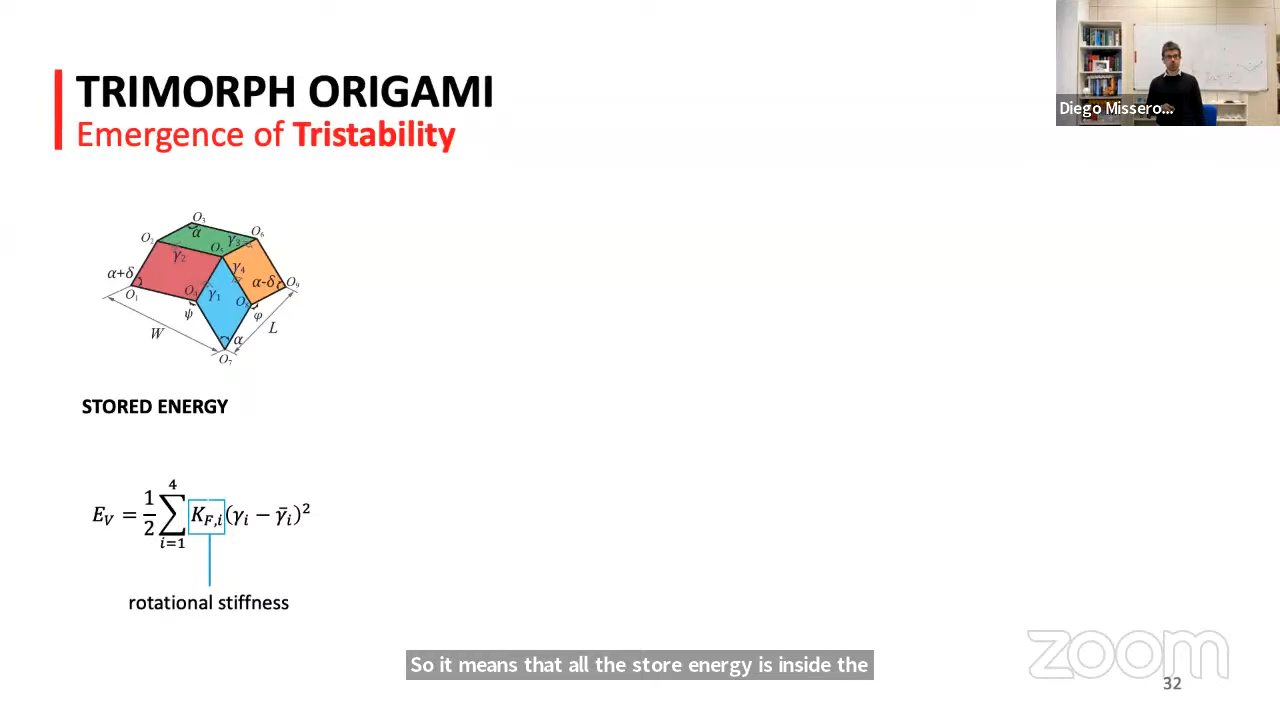 TRIMORPH ORIGAMI
Emergence of Tristability
Diego Missero...
O3
α
O2
O5
O6
γ3
γ2
γ4
α+δ
α-δ
O9
O1
O4
γ1
O8
ψ
φ
W
L
α
O7
STORED ENERGY
E_V = 1/2 ∑_{i=1}^{4} K_{F,i}(γ_i − γ̄_i)²
rotational stiffness
So it means that all the store energy is inside the
zoom
32